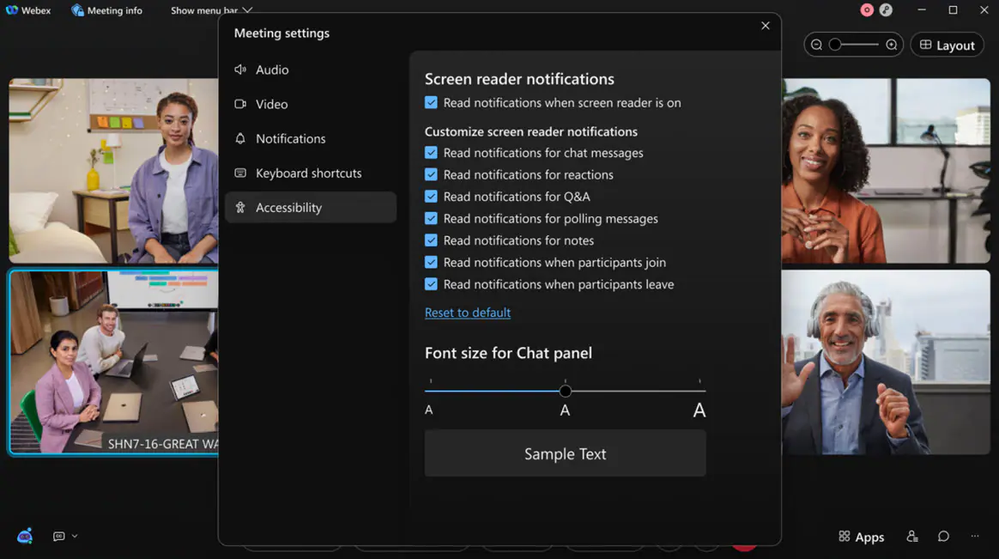 Webex
Meeting info
Show menu bar
Layout
Meeting settings
Audio
Video
Notifications
Keyboard shortcuts
Accessibility
Screen reader notifications
Read notifications when screen reader is on
Customize screen reader notifications
Read notifications for chat messages
Read notifications for reactions
Read notifications for Q&A
Read notifications for polling messages
Read notifications for notes
Read notifications when participants join
Read notifications when participants leave
Reset to default
Font size for Chat panel
A A A
Sample Text
SHN7-16-GREAT
Apps